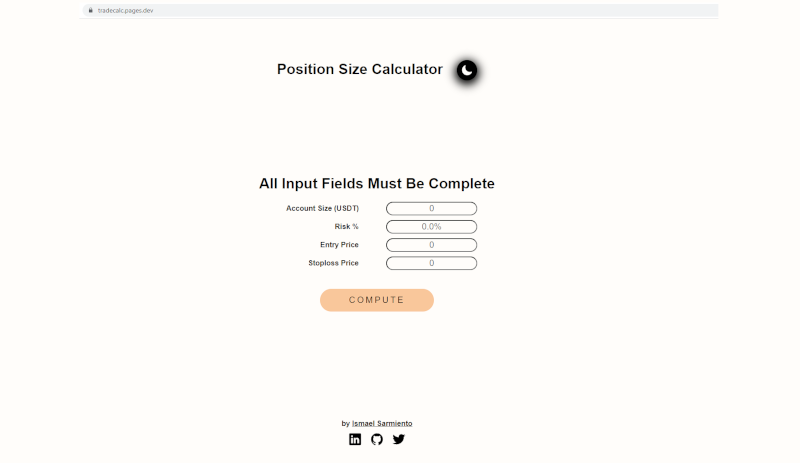 tradecalc.pages.dev
Position Size Calculator
All Input Fields Must Be Complete
Account Size (USDT) 0
Risk % 0.0%
Entry Price 0
Stoploss Price 0
COMPUTE
by Ismael Sarmiento
in